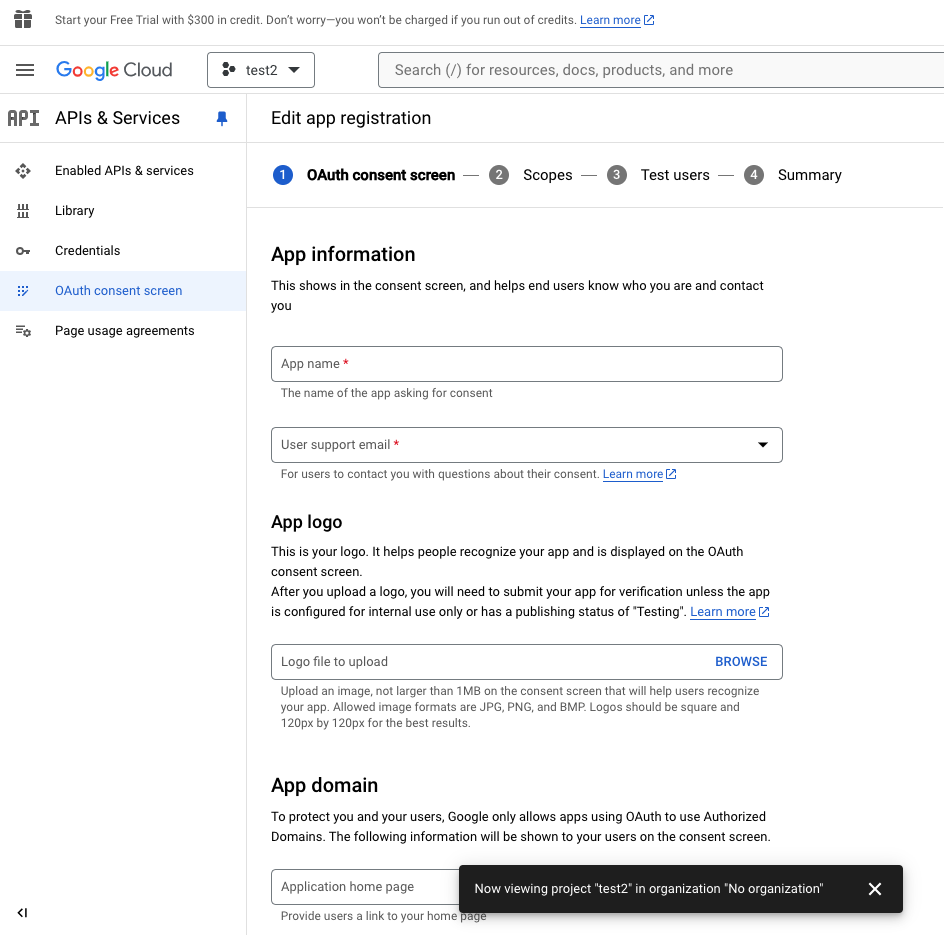 Start your Free Trial with $300 in credit. Don’t worry—you won’t be charged if you run out of credits. Learn more
Google Cloud
test2
Search (/) for resources, docs, products, and more
API
APIs & Services
Edit app registration
Enabled APIs & services
Library
Credentials
OAuth consent screen
Page usage agreements
1 OAuth consent screen — 2 Scopes — 3 Test users — 4 Summary
App information
This shows in the consent screen, and helps end users know who you are and contact
you
App name *
The name of the app asking for consent
User support email *
For users to contact you with questions about their consent. Learn more
App logo
This is your logo. It helps people recognize your app and is displayed on the OAuth
consent screen.
After you upload a logo, you will need to submit your app for verification unless the app
is configured for internal use only or has a publishing status of "Testing". Learn more
Logo file to upload
BROWSE
Upload an image, not larger than 1MB on the consent screen that will help users recognize
your app. Allowed image formats are JPG, PNG, and BMP. Logos should be square and
120px by 120px for the best results.
App domain
To protect you and your users, Google only allows apps using OAuth to use Authorized
Domains. The following information will be shown to your users on the consent screen.
Application home page
Provide users a link to your home page
Now viewing project "test2" in organization "No organization"